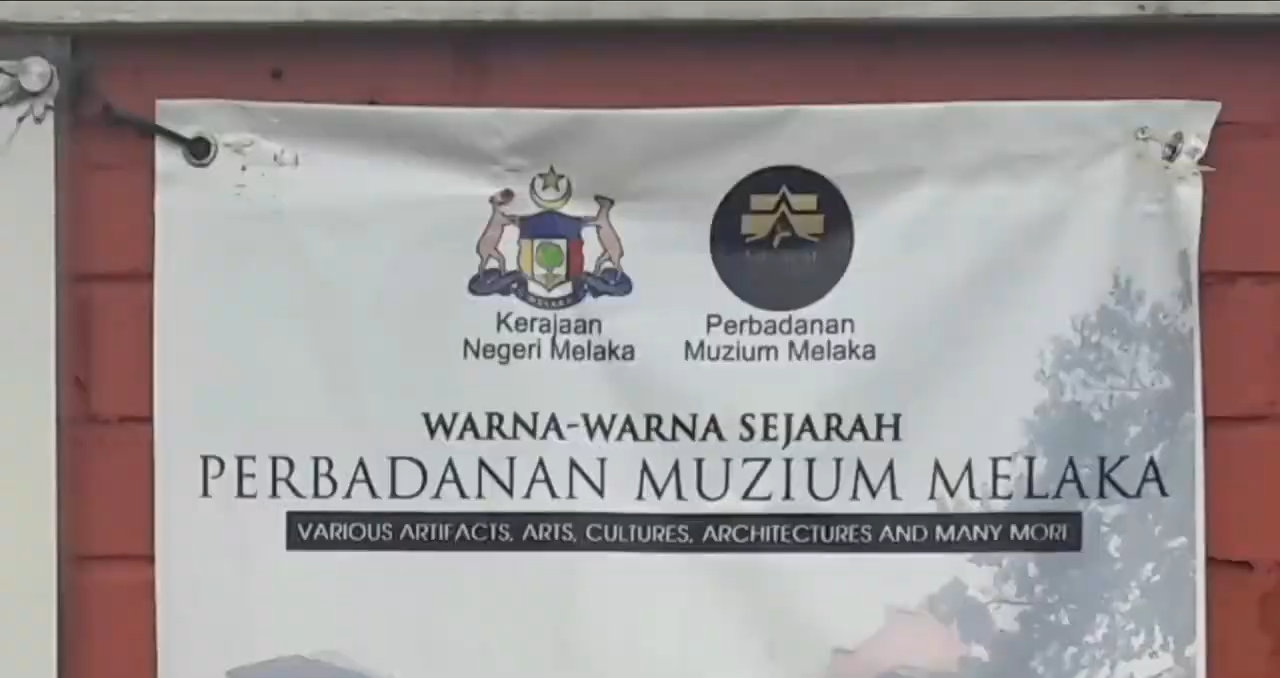 MELAKA
Kerajaan
Negeri Melaka
Perbadanan
Muzium Melaka
WARNA-WARNA SEJARAH
PERBADANAN MUZIUM MELAKA
VARIOUS ARTIFACTS, ARTS, CULTURES, ARCHITECTURES AND MANY MORE